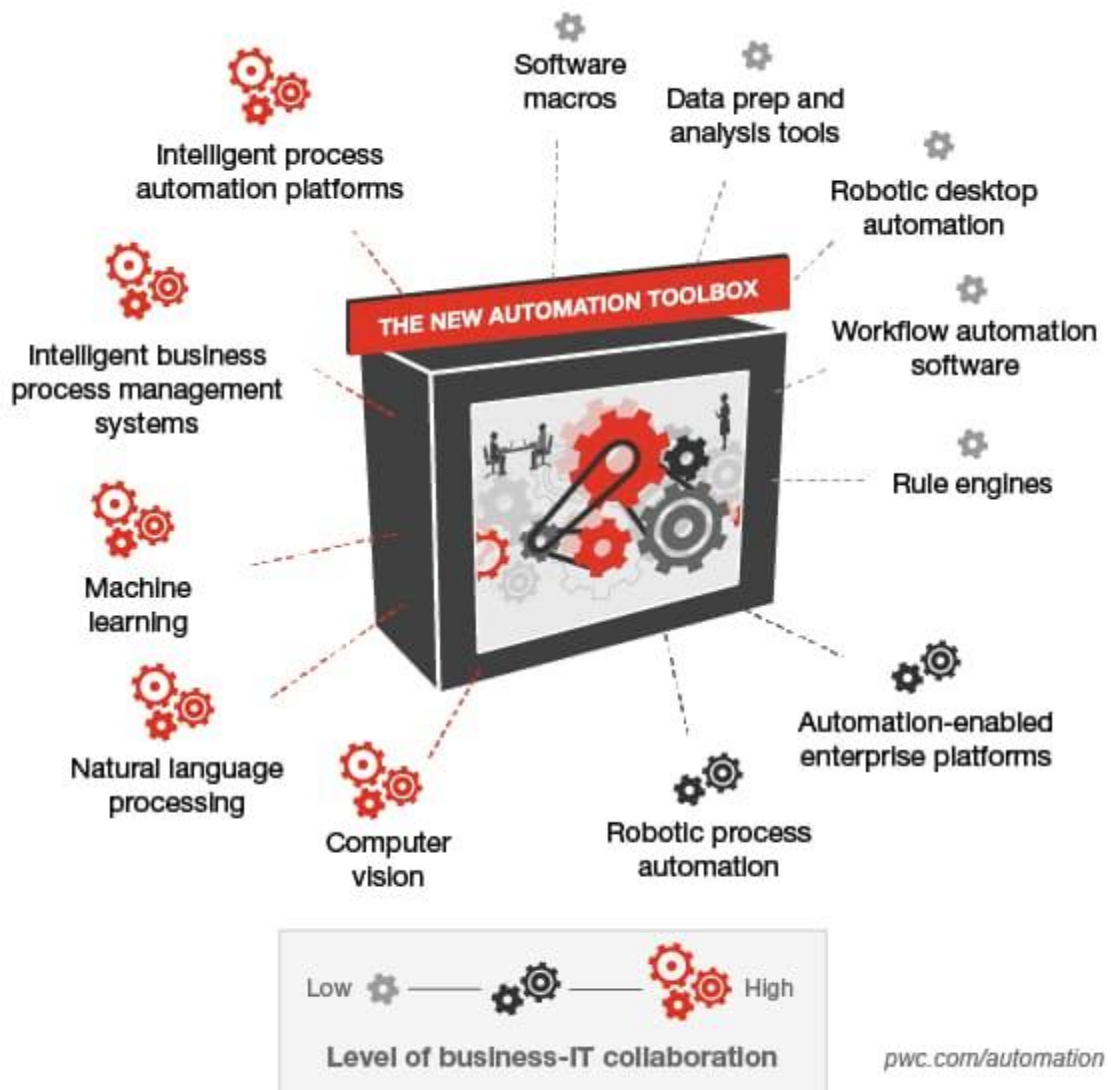 Software
macros
Data prep and
analysis tools
Intelligent process
automation platforms
Robotic desktop
automation
THE NEW AUTOMATION TOOLBOX
Workflow automation
software
Intelligent business
process management
systems
Rule engines
Machine
learning
Natural language
processing
Automation-enabled
enterprise platforms
Computer
vision
Robotic process
automation
Low
High
Level of business-IT collaboration
pwc.com/automation